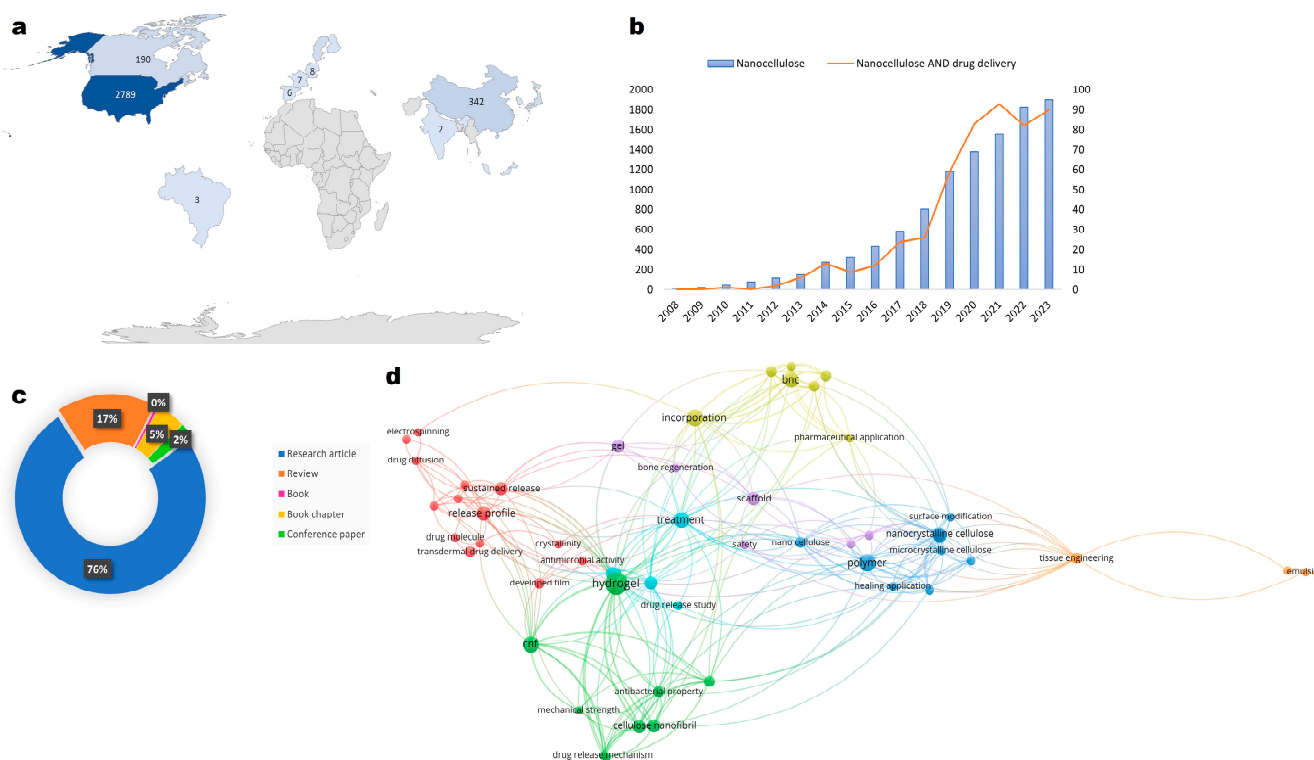 a
190
2789
8
7
6
342
7
3
b
Nanocellulose
Nanocellulose AND drug delivery
2000
1800
1600
1400
1200
1000
800
600
400
200
0
100
90
80
70
60
50
40
30
20
10
0
2008 2009 2010 2011 2012 2013 2014 2015 2016 2017 2018 2019 2020 2021 2022 2023
c
0%
17%
5%
2%
76%
Research article
Review
Book
Book chapter
Conference paper
d
bnc
incorporation
electrospinning
pharmaceutical application
gel
drug diffusion
bone regeneration
sustained release
scaffold
release profile
treatment
surface modification
drug molecule
crystallinity
safety
nano cellulose
nanocrystalline cellulose
transdermal drug delivery
microcrystalline cellulose
antimicrobial activity
polymer
tissue engineering
emulsi
developed film
hydrogel
healing application
drug release study
cnf
antibacterial property
mechanical strength
cellulose nanofibril
drug release mechanism